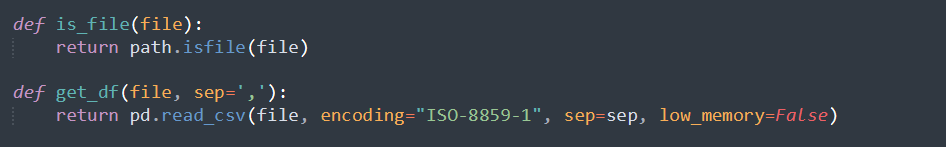 def is_file(file):
    return path.isfile(file)

def get_df(file, sep=','):
    return pd.read_csv(file, encoding="ISO-8859-1", sep=sep, low_memory=False)